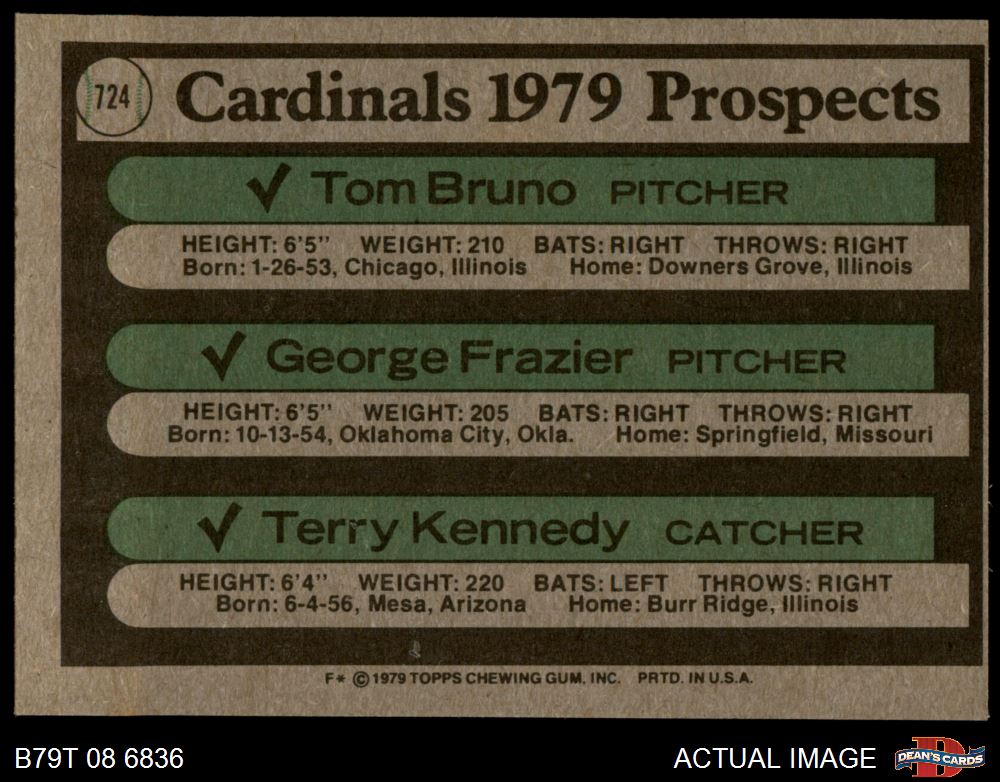 724
Cardinals 1979 Prospects
✓ Tom Bruno PITCHER
HEIGHT: 6'5" WEIGHT: 210 BATS: RIGHT THROWS: RIGHT
Born: 1-26-53, Chicago, Illinois Home: Downers Grove, Illinois
✓ George Frazier PITCHER
HEIGHT: 6'5" WEIGHT: 205 BATS: RIGHT THROWS: RIGHT
Born: 10-13-54, Oklahoma City, Okla. Home: Springfield, Missouri
✓ Terry Kennedy CATCHER
HEIGHT: 6'4" WEIGHT: 220 BATS: LEFT THROWS: RIGHT
Born: 6-4-56, Mesa, Arizona Home: Burr Ridge, Illinois
F* © 1979 TOPPS CHEWING GUM, INC. PRTD. IN U.S.A.
B79T 08 6836 ACTUAL IMAGE
D
DEAN'S CARDS